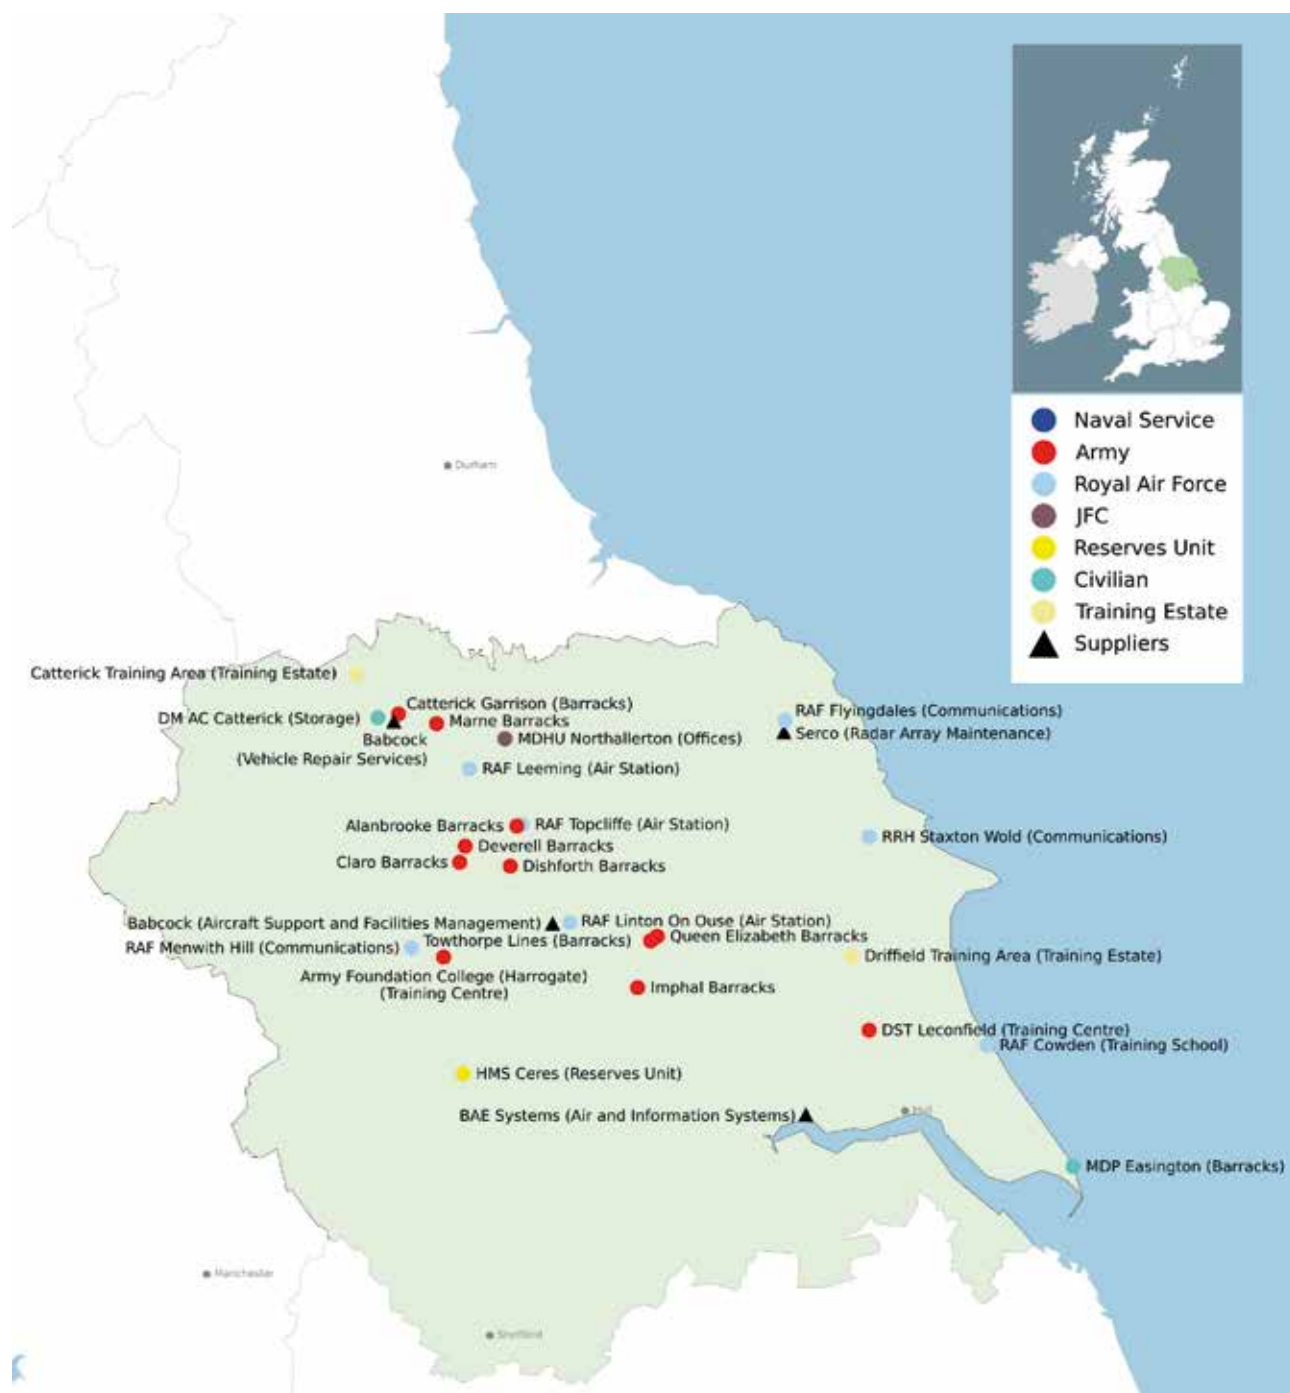 Naval Service
Army
Royal Air Force
JFC
Reserves Unit
Civilian
Training Estate
Suppliers
Durham
Catterick Training Area (Training Estate)
Catterick Garrison (Barracks)
DM AC Catterick (Storage)
Marne Barracks
Babcock
(Vehicle Repair Services)
MDHU Northallerton (Offices)
RAF Flyingdales (Communications)
Serco (Radar Array Maintenance)
RAF Leeming (Air Station)
Alanbrooke Barracks
RAF Topcliffe (Air Station)
RRH Staxton Wold (Communications)
Deverell Barracks
Claro Barracks
Dishforth Barracks
Babcock (Aircraft Support and Facilities Management)
RAF Linton On Ouse (Air Station)
RAF Menwith Hill (Communications)
Towthorpe Lines (Barracks)
Queen Elizabeth Barracks
Driffield Training Area (Training Estate)
Army Foundation College (Harrogate)
(Training Centre)
Imphal Barracks
DST Leconfield (Training Centre)
RAF Cowden (Training School)
HMS Ceres (Reserves Unit)
BAE Systems (Air and Information Systems)
Hull
MDP Easington (Barracks)
Manchester
Sheffield